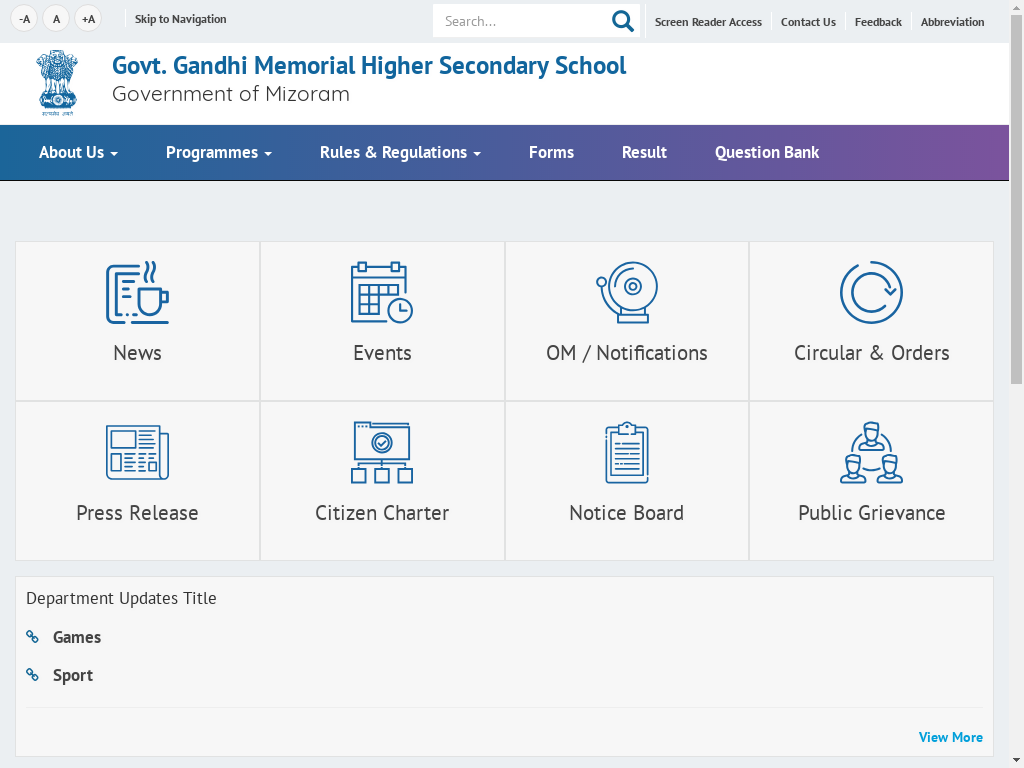 -A A +A Skip to Navigation Search... Screen Reader Access Contact Us Feedback Abbreviation
Govt. Gandhi Memorial Higher Secondary School
Government of Mizoram
सत्यमेव जयते
About Us Programmes Rules & Regulations Forms Result Question Bank
News Events OM / Notifications Circular & Orders
Press Release Citizen Charter Notice Board Public Grievance
Department Updates Title
Games
Sport
View More